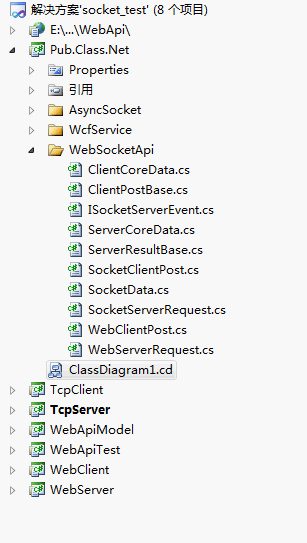 解决方案'socket_test' (8 个项目)
E:\...\WebApi\
Pub.Class.Net
Properties
引用
AsyncSocket
WcfService
WebSocketApi
ClientCoreData.cs
ClientPostBase.cs
ISocketServerEvent.cs
ServerCoreData.cs
ServerResultBase.cs
SocketClientPost.cs
SocketData.cs
SocketServerRequest.cs
WebClientPost.cs
WebServerRequest.cs
ClassDiagram1.cd
TcpClient
TcpServer
WebApiModel
WebApiTest
WebClient
WebServer